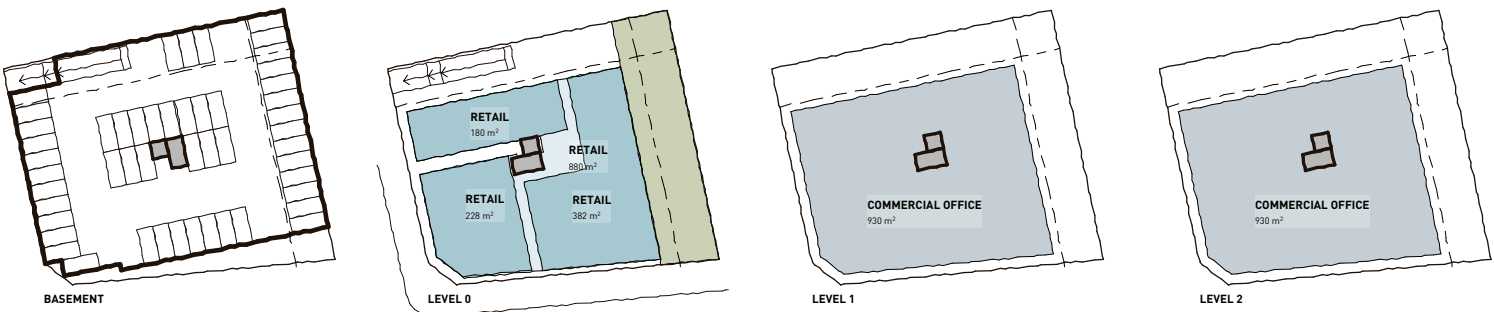 RETAIL
180 m²
RETAIL
880 m²
RETAIL
228 m²
RETAIL
382 m²
COMMERCIAL OFFICE
930 m²
COMMERCIAL OFFICE
930 m²
BASEMENT
LEVEL 0
LEVEL 1
LEVEL 2